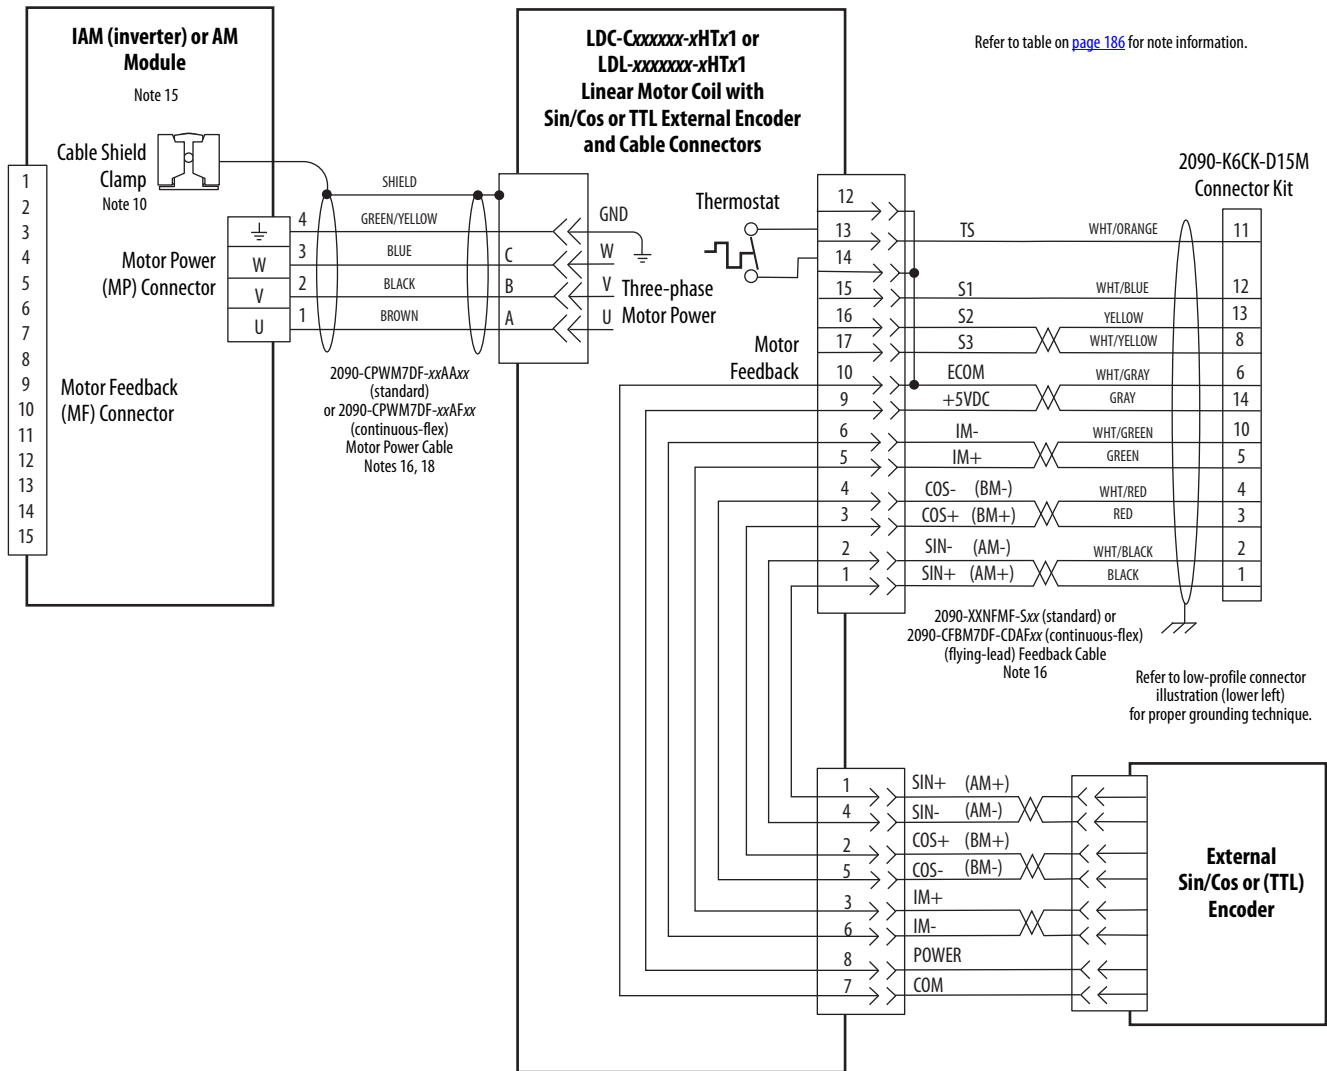 IAM (inverter) or AM
Module
Note 15
Cable Shield
Clamp
Note 10
1
2
3
4
5
6
7
8
9
10
11
12
13
14
15
Motor Power
(MP) Connector
Motor Feedback
(MF) Connector
W
V
U
4
3
2
1
SHIELD
GREEN/YELLOW
BLUE
BLACK
BROWN
2090-CPWM7DF-xxAAxx
(standard)
or 2090-CPWM7DF-xxAFxx
(continuous-flex)
Motor Power Cable
Notes 16, 18
LDC-Cxxxxxx-xHTx1 or
LDL-xxxxxxx-xHTx1
Linear Motor Coil with
Sin/Cos or TTL External Encoder
and Cable Connectors
C
B
A
GND
W
V
U
Three-phase
Motor Power
Thermostat
Motor
Feedback
12
13
14
15
16
17
10
9
6
5
4
3
2
1
TS
S1
S2
S3
ECOM
+5VDC
IM-
IM+
COS- (BM-)
COS+ (BM+)
SIN- (AM-)
SIN+ (AM+)
WHT/ORANGE
WHT/BLUE
YELLOW
WHT/YELLOW
WHT/GRAY
GRAY
WHT/GREEN
GREEN
WHT/RED
RED
WHT/BLACK
BLACK
Refer to table on page 186 for note information.
2090-K6CK-D15M
Connector Kit
11
12
13
8
6
14
10
5
4
3
2
1
2090-XXNFMF-Sxx (standard) or
2090-CFBM7DF-CDAFxx (continuous-flex)
(flying-lead) Feedback Cable
Note 16
Refer to low-profile connector
illustration (lower left)
for proper grounding technique.
1
4
2
5
3
6
8
7
SIN+ (AM+)
SIN- (AM-)
COS+ (BM+)
COS- (BM-)
IM+
IM-
POWER
COM
External
Sin/Cos or (TTL)
Encoder